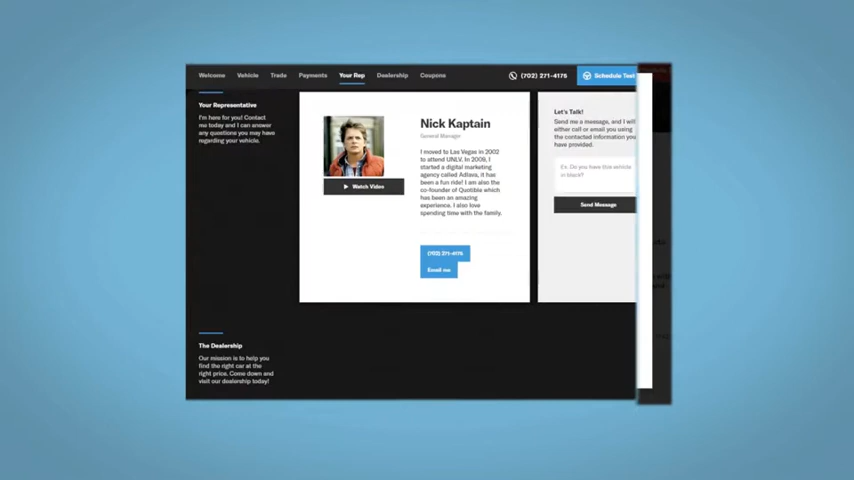 Welcome Vehicle Trade Payments Your Rep Dealership Coupons (702) 271-4175 Schedule Test
Your Representative
I'm here for you! Contact
me today and I can answer
any questions you may have
regarding your vehicle.
Watch Video
Nick Kaptain
General Manager
I moved to Las Vegas in 2002
to attend UNLV. In 2009, I
started a digital marketing
agency called Adlava, it has
been a fun ride! I am also the
co-founder of Quotible which
has been an amazing
experience. I also love
spending time with the family.
(702) 271-4175
Email me
Let's Talk!
Send me a message, and I will
either call or email you using
the contacted information you
have provided.
Ex. Do you have this vehicle
in black?
Send Message
The Dealership
Our mission is to help you
find the right car at the
right price. Come down and
visit our dealership today!